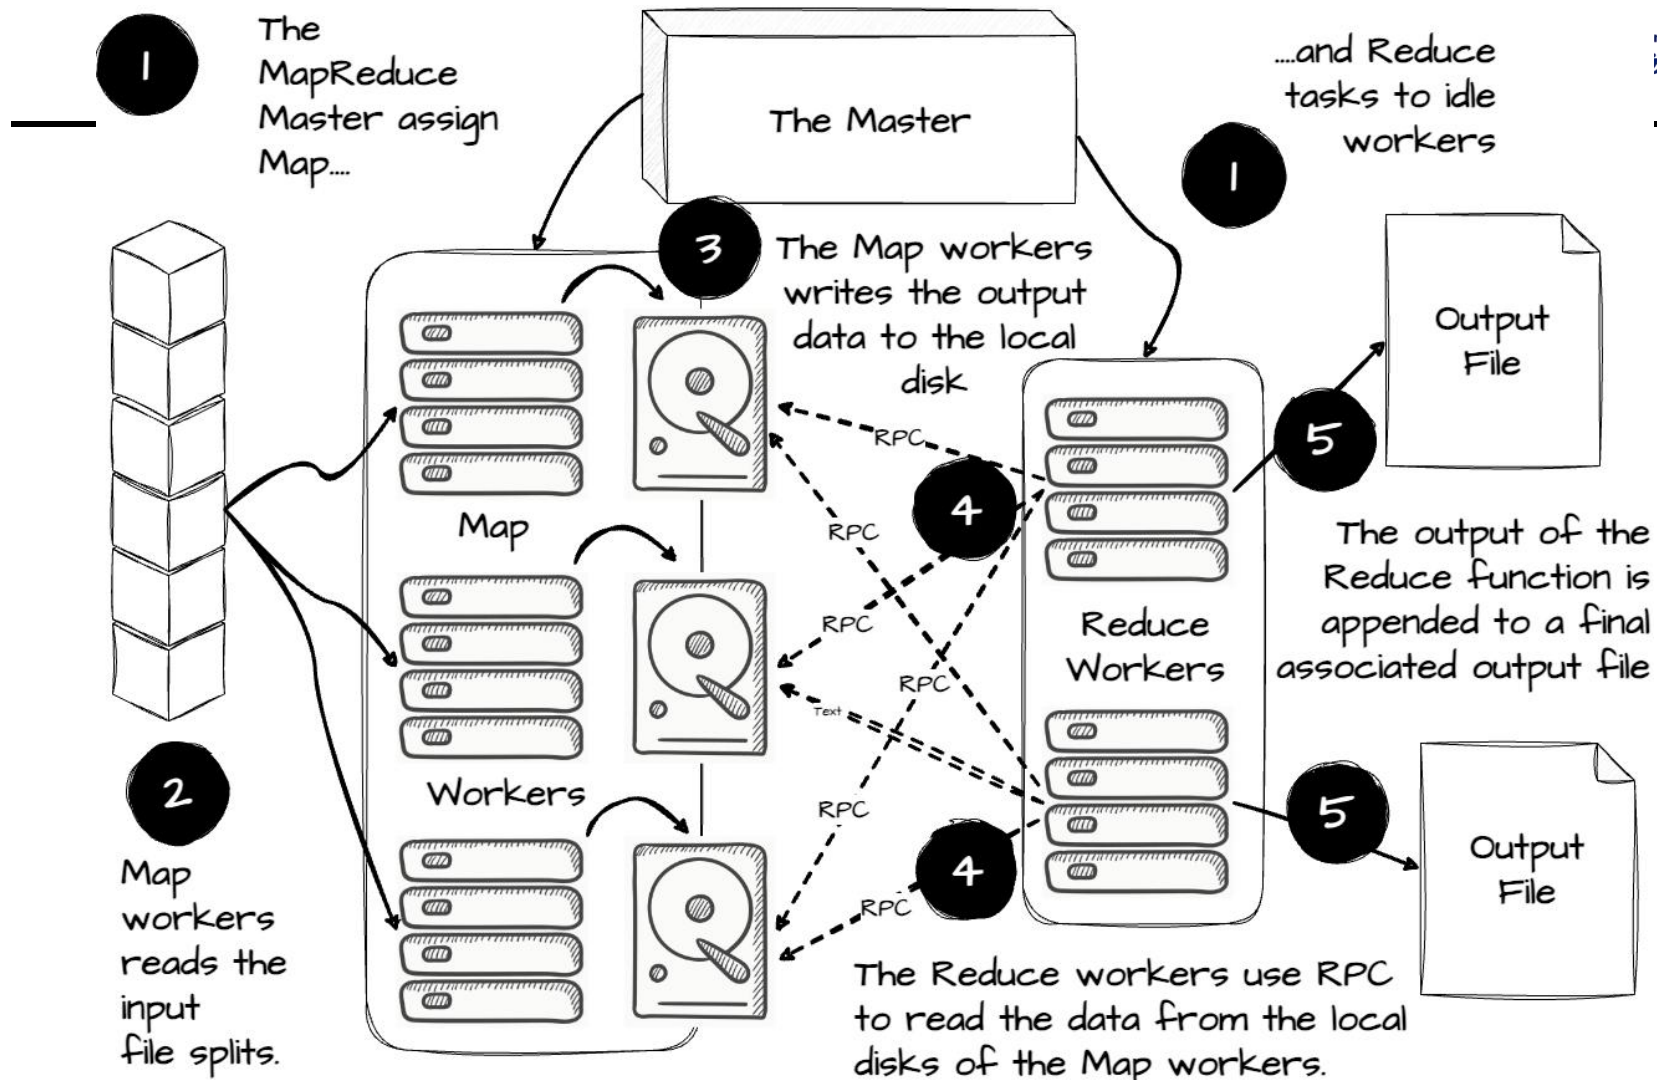 1
The
MapReduce
Master assign
Map....
The Master
....and Reduce
tasks to idle
workers
1
3
The Map workers
writes the output
data to the local
disk
Output
File
5
RPC
4
RPC
Map
The output of the
Reduce function is
appended to a final
associated output file
RPC
Reduce
Workers
RPC
Text
2
Workers
RPC
5
4
Output
File
Map
workers
reads the
input
file splits.
RPC
The Reduce workers use RPC
to read the data from the local
disks of the Map workers.